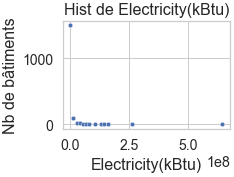 Hist de Electricity(kBtu)
Nb de bâtiments
1000
0
0.0
2.5
5.0
Electricity(kBtu)
1e8